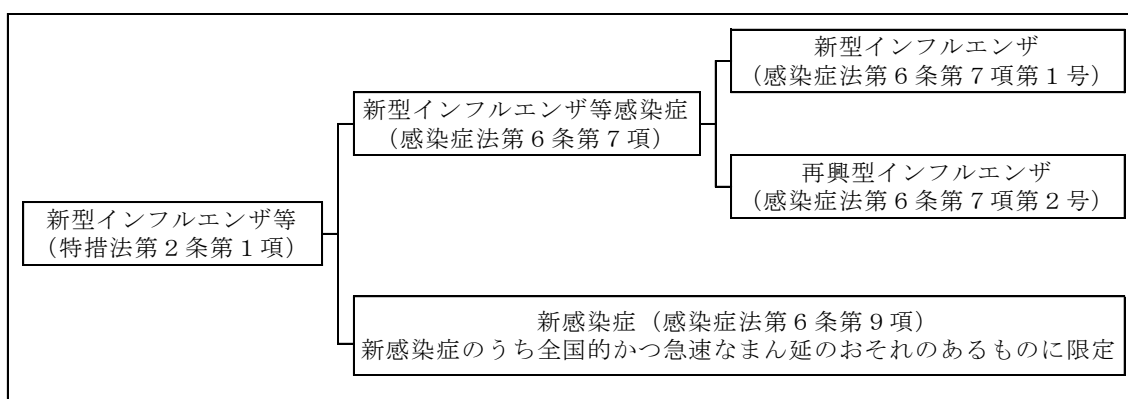 新型インフルエンザ等
(特措法第2条第1項)
新型インフルエンザ等感染症
(感染症法第6条第7項)
新型インフルエンザ
(感染症法第6条第7項第1号)
再興型インフルエンザ
(感染症法第6条第7項第2号)
新感染症(感染症法第6条第9項)
新感染症のうち全国的かつ急速なまん延のおそれのあるものに限定